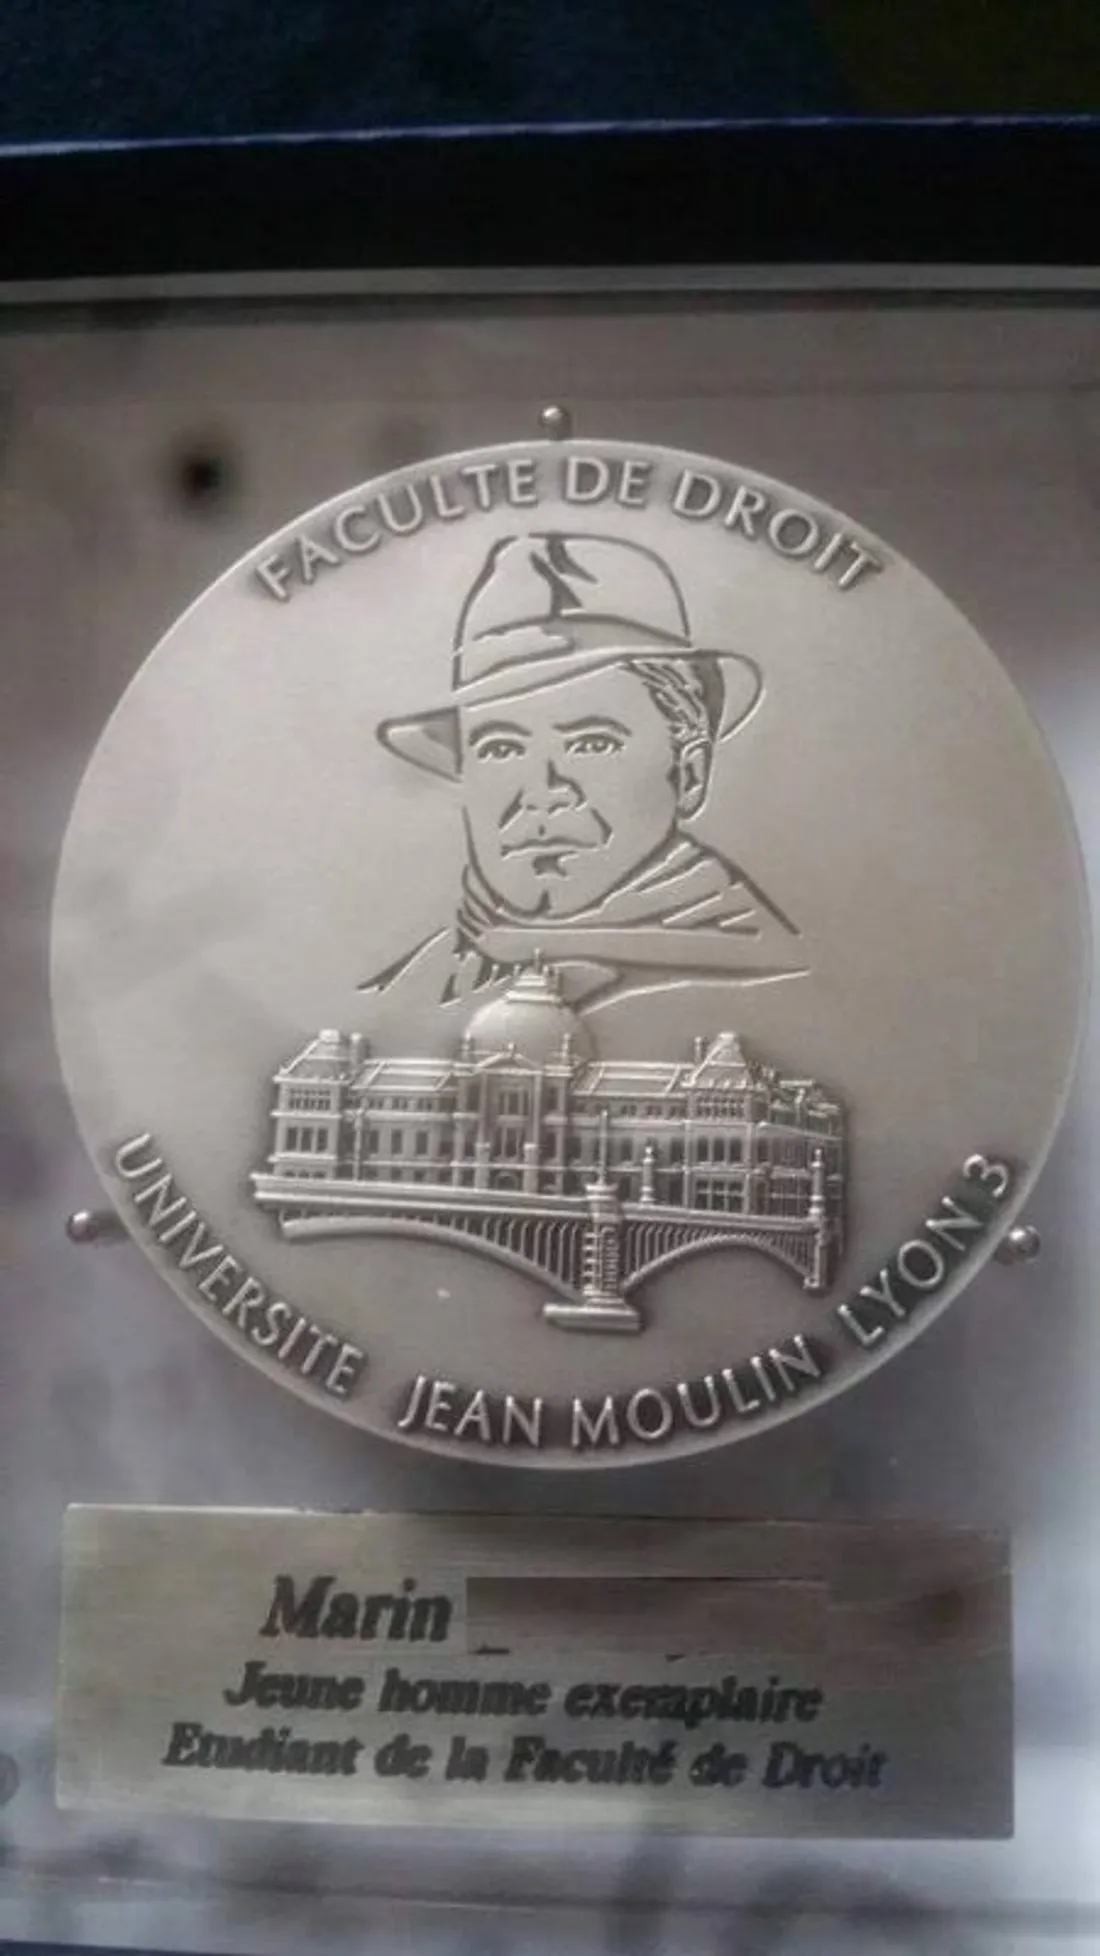 FACULTE DE DROIT
UNIVERSITE JEAN MOULIN LYON 3
Marin
Jeune homme exemplaire
Etudiant de la Faculté de Droit